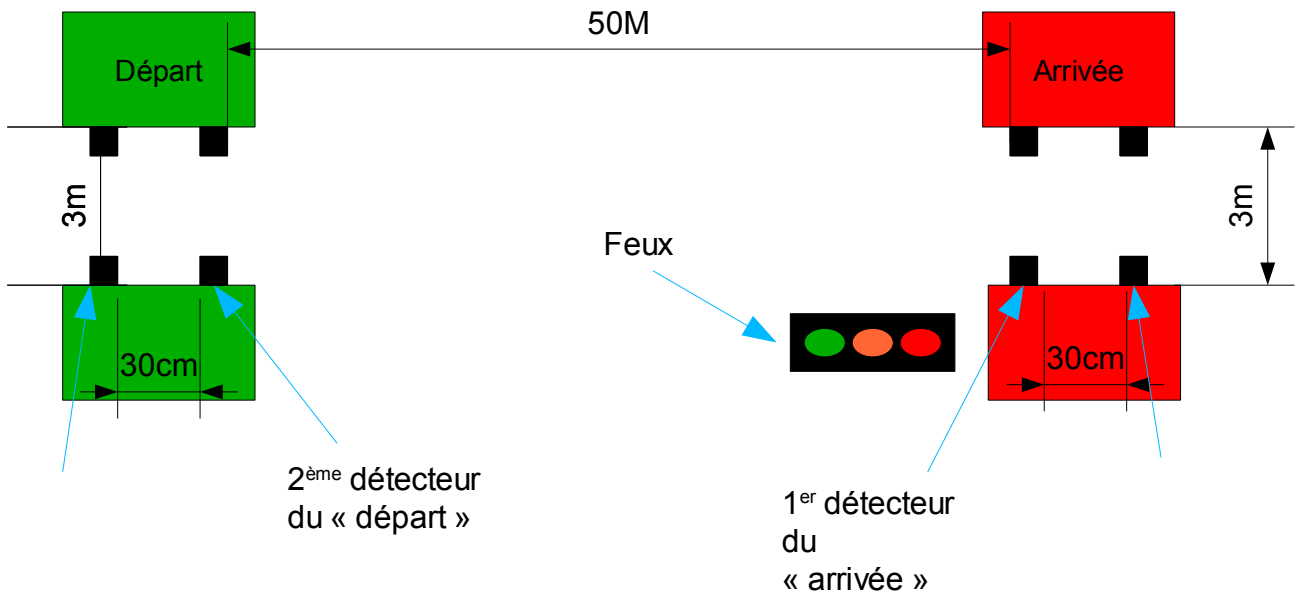 50M
Départ
Arrivée
3m
3m
Feux
30cm
30cm
2ème détecteur
du « départ »
1er détecteur
du
« arrivée »